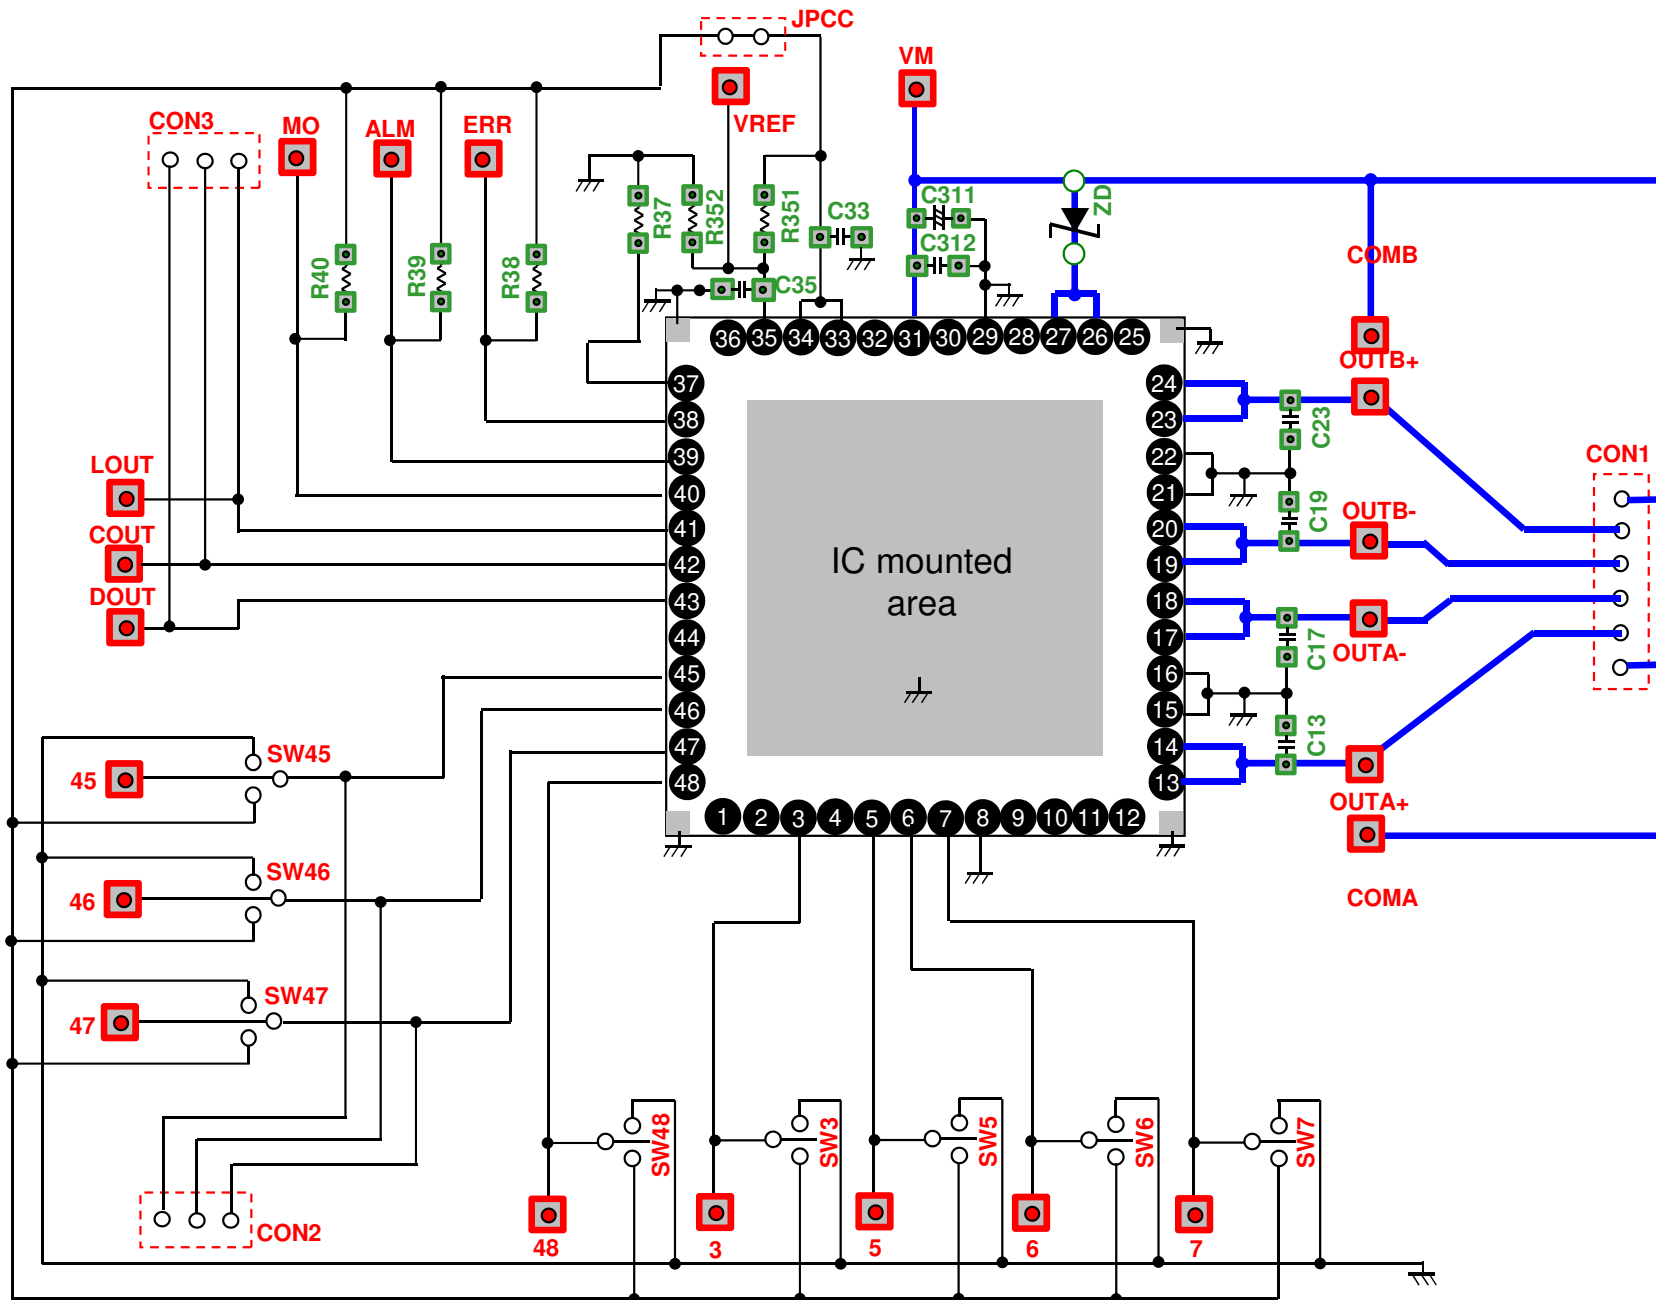 JPCC
VM
VREF
CON3
MO
ALM
ERR
R40
R39
R38
R37
R352
R351
C33
C35
C311
C312
ZD
COMB
OUTB+
36
35
34
33
32
31
30
29
28
27
26
25
37
38
39
40
41
42
43
44
45
46
47
48
24
23
22
21
20
19
18
17
16
15
14
13
1
2
3
4
5
6
7
8
9
10
11
12
IC mounted
area
C23
C19
C17
C13
CON1
OUTB-
OUTA-
OUTA+
COMA
LOUT
COUT
DOUT
45
SW45
46
SW46
47
SW47
CON2
SW48
SW3
SW5
SW6
SW7
48
3
5
6
7